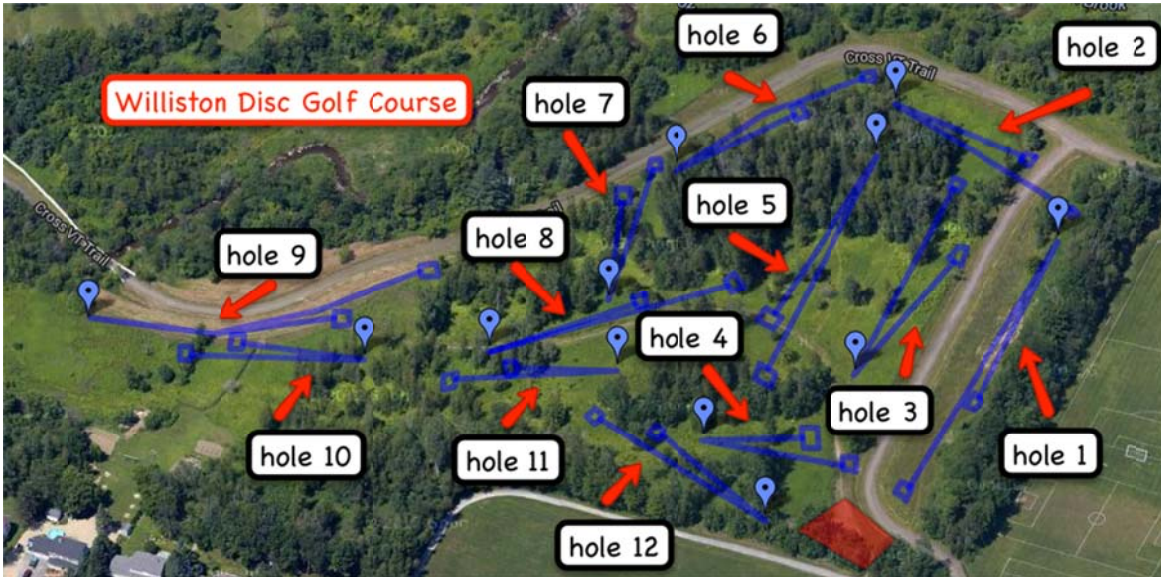 Cross VT Trail
hole 6
hole 2
Williston Disc Golf Course
hole 7
hole 5
hole 8
hole 9
Cross VT Trail
hole 4
hole 3
hole 10
hole 11
hole 1
hole 12